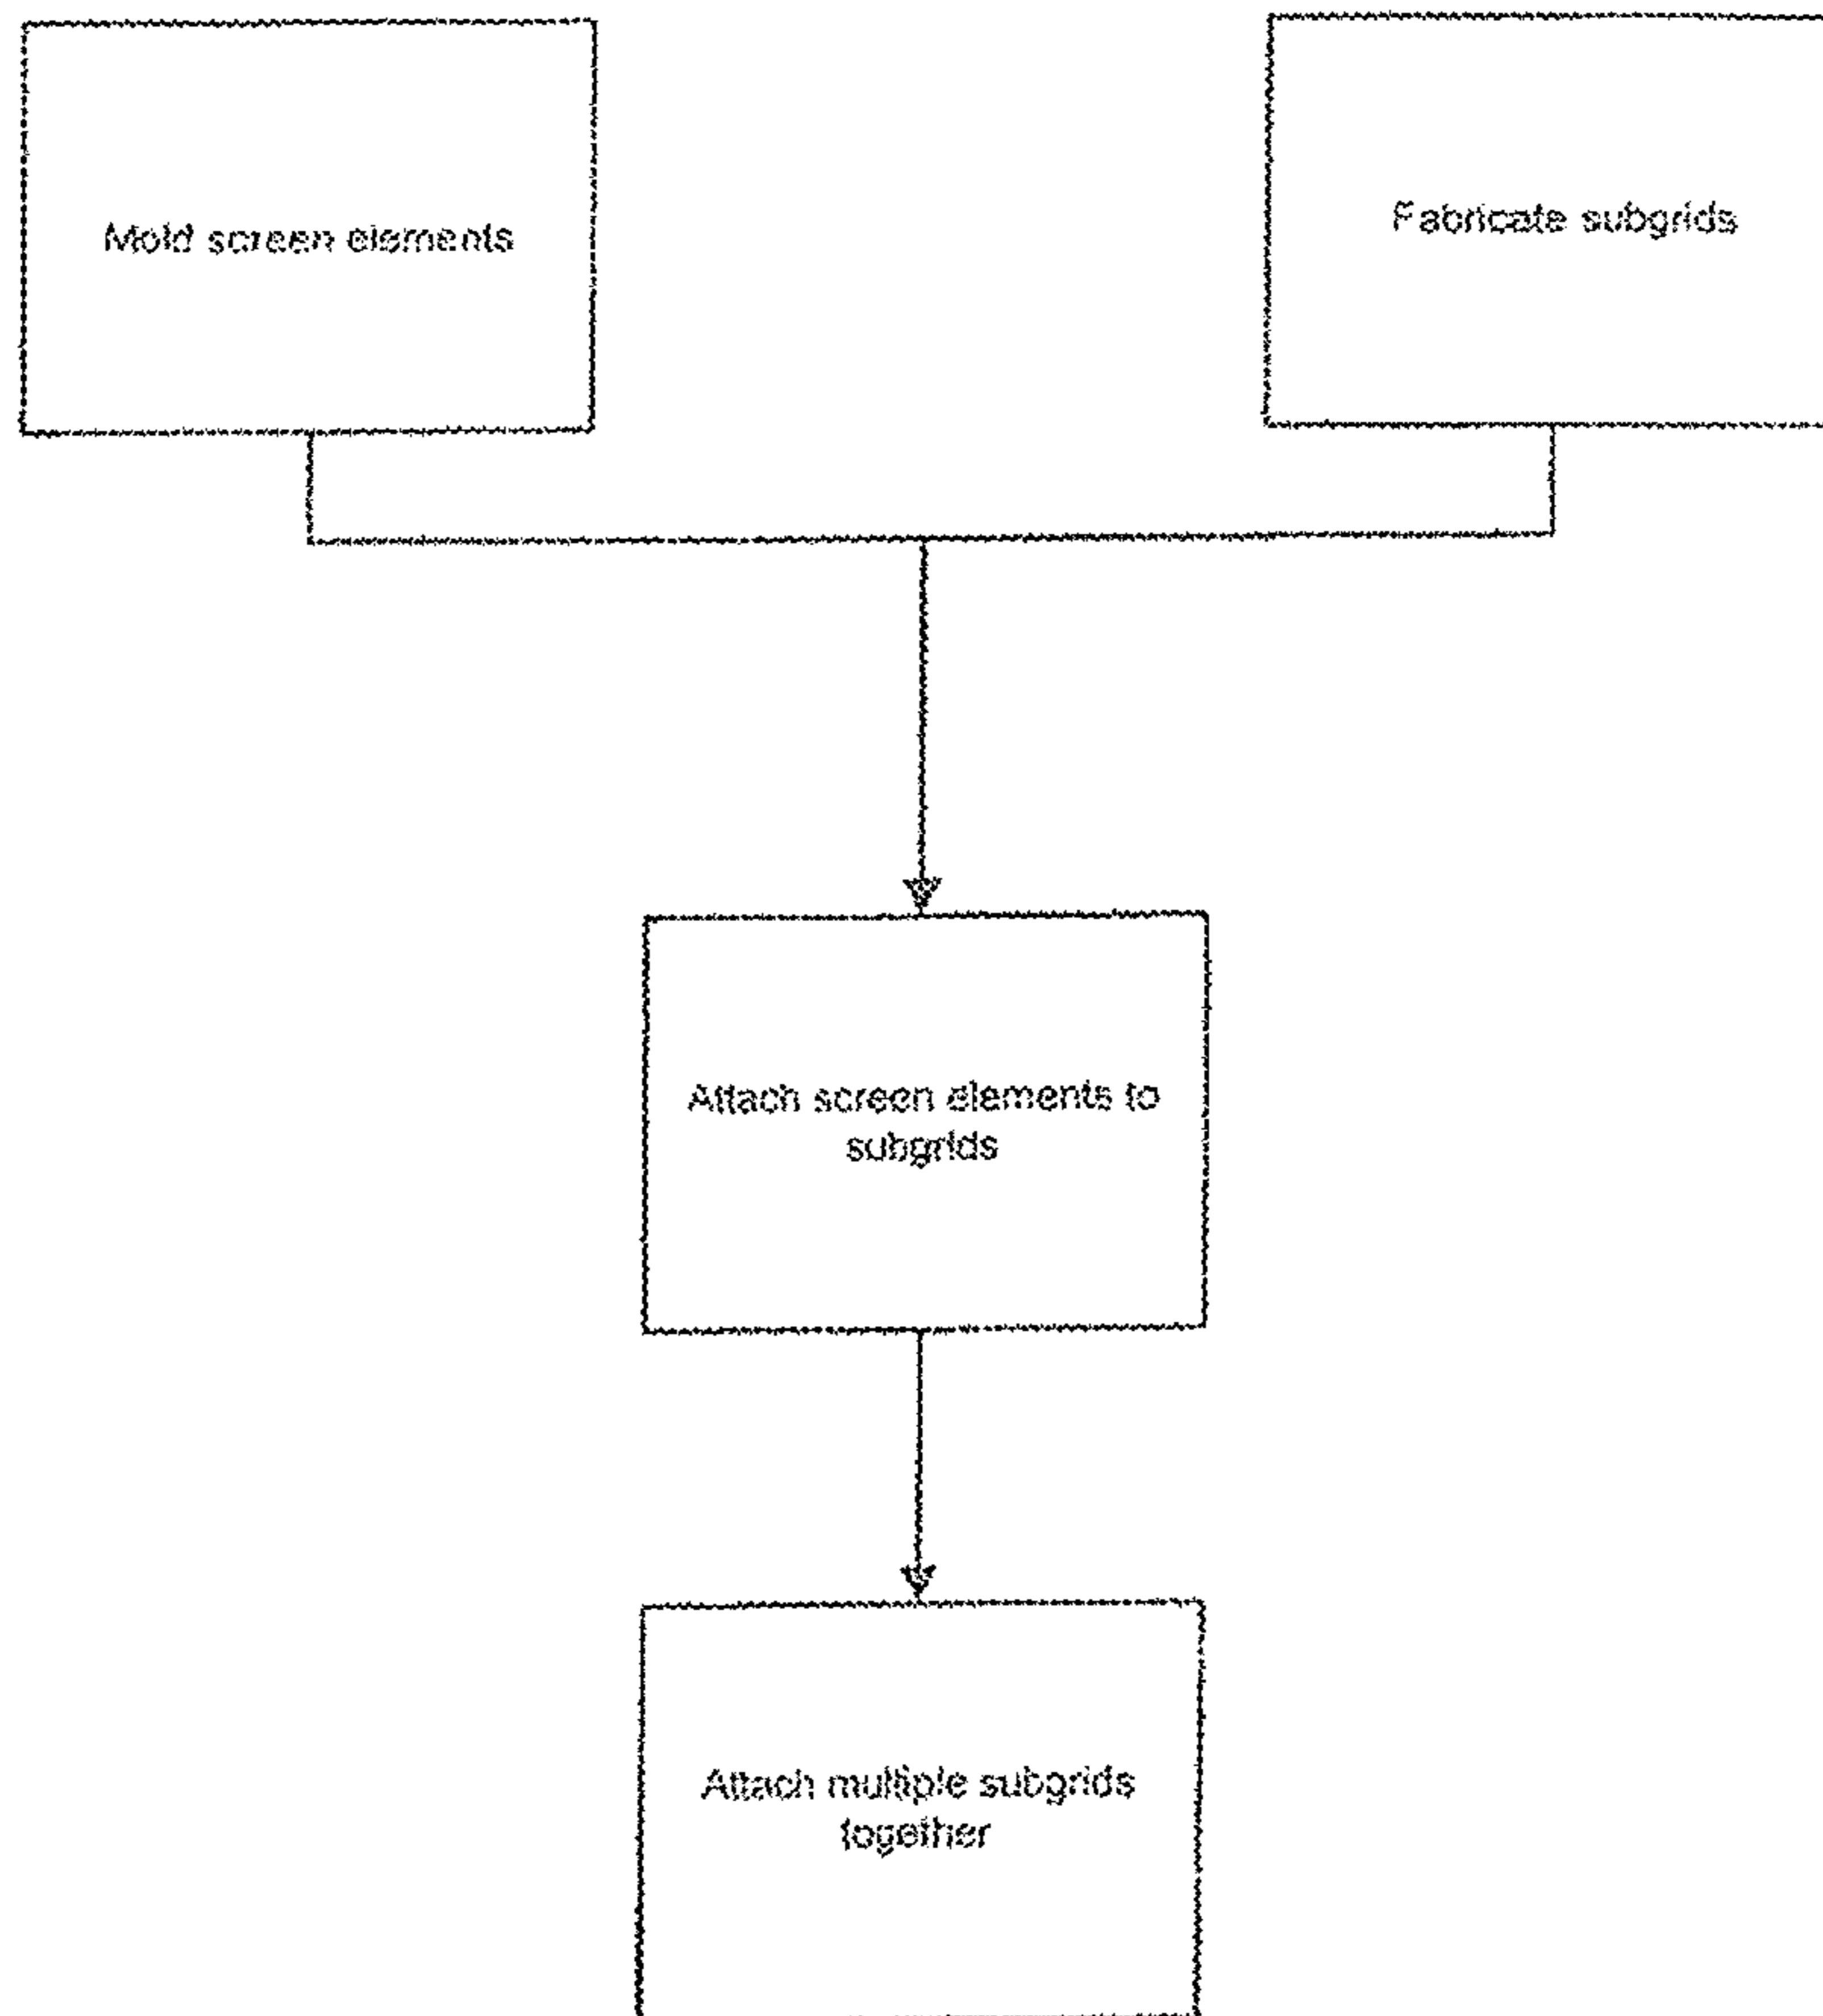 Mold screen elements
Fabricate subgrids
Attach screen elements to
subgrids
Attach multiple subgrids
together